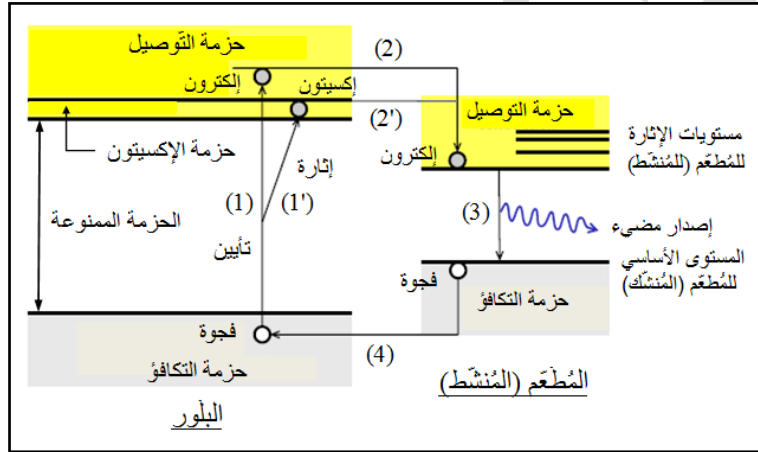 حزمة التّوصيل
(2)
إلكترون
إكسيتون
(2')
حزمة التوصيل
مستويات الإثارة
للمُطعّم (للمُنشّط)
إلكترون
حزمة الإكسيتون
إثارة
(1)
(1')
الحزمة الممنوعة
تأيين
(3)
إصدار مضيء
المستوى الأساسي
للمُطعّم (المُنشّك)
فجوة
حزمة التكافؤ
فجوة
(4)
حزمة التكافؤ
المُطَعّم (المُنشّط)
البلّور